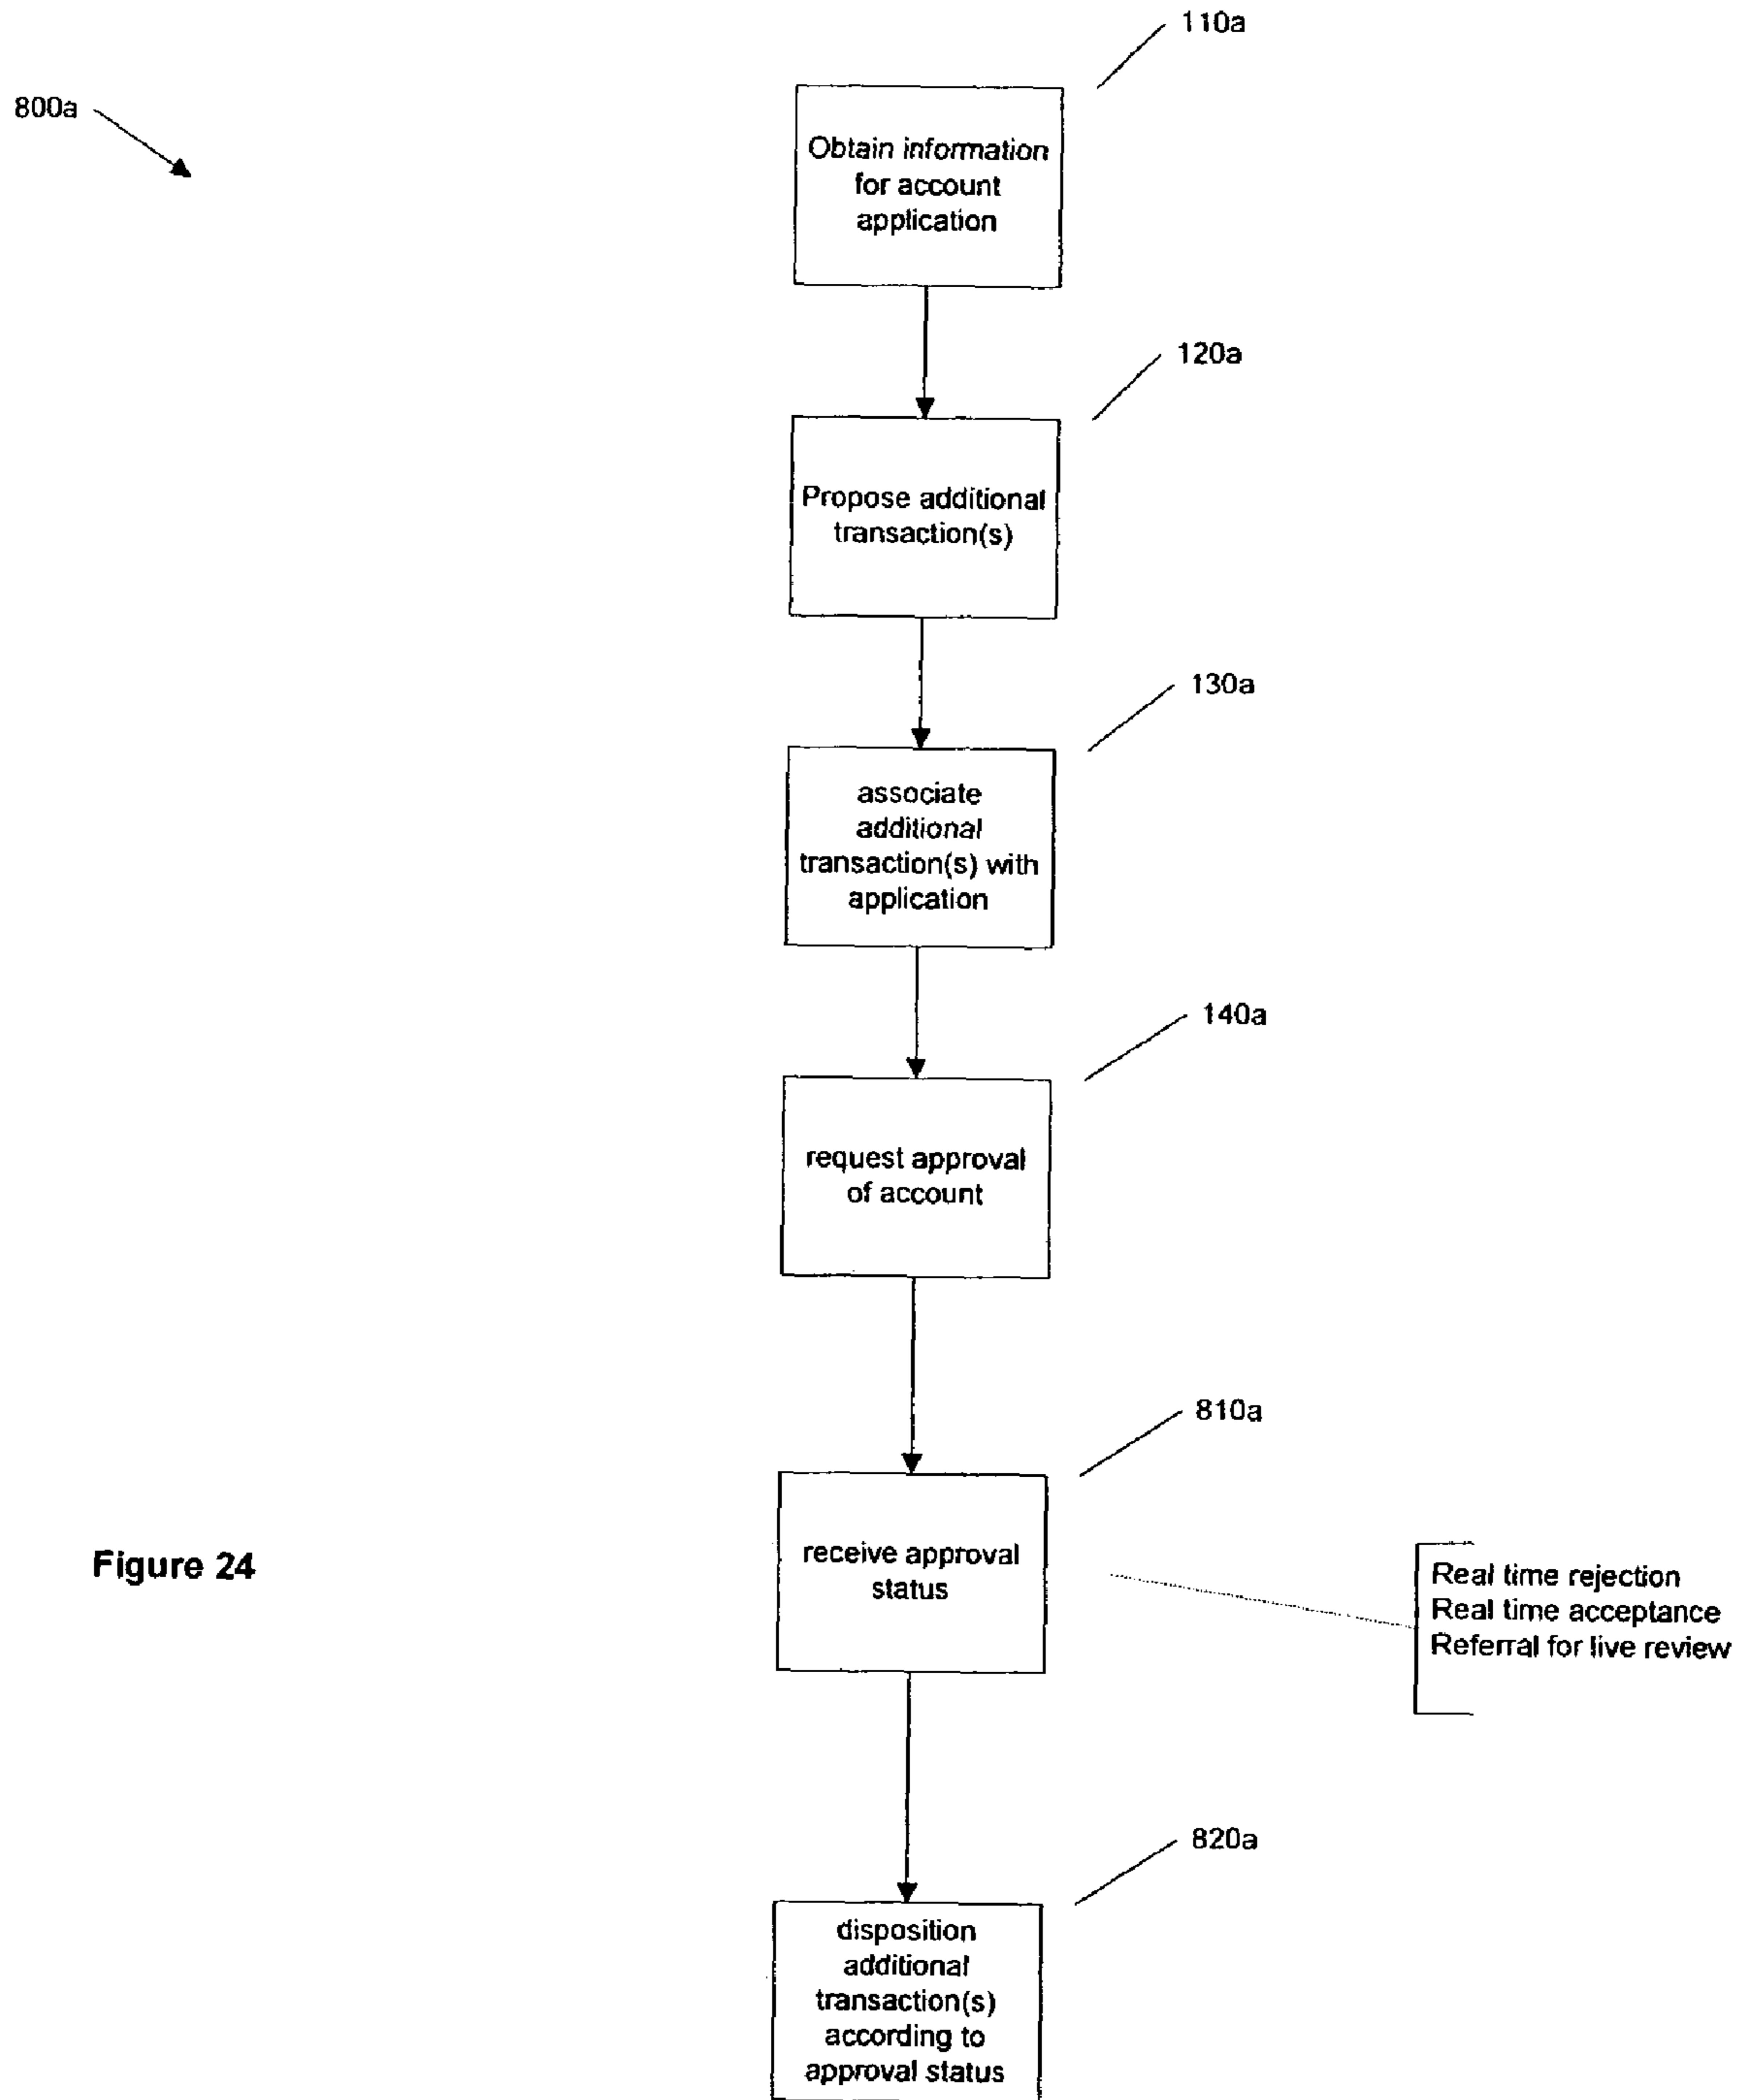 110a
800a
Obtain information
for account
application
120a
Propose additional
transaction(s)
130a
associate
additional
transaction(s) with
application
140a
request approval
of account
810a
receive approval
status
Figure 24
Real time rejection
Real time acceptance
Referral for live review
820a
disposition
additional
transaction(s)
according to
approval status